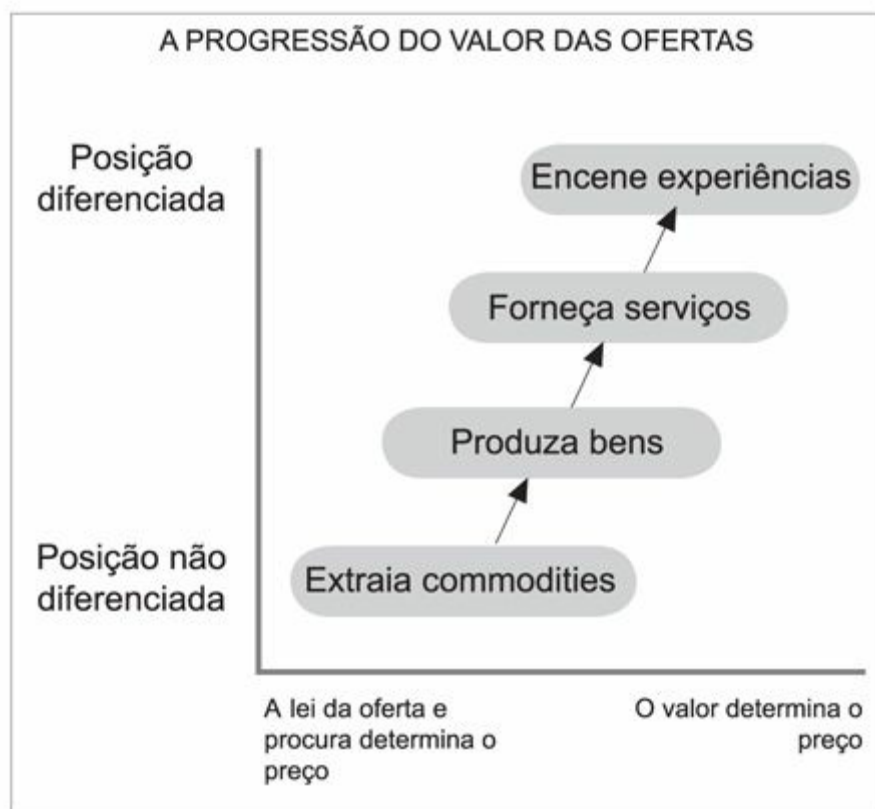 A PROGRESSÃO DO VALOR DAS OFERTAS
Posição
diferenciada
Encene experiências
Forneça serviços
Produza bens
Posição não
diferenciada
Extraia commodities
A lei da oferta e
procura determina o
preço
O valor determina o
preço